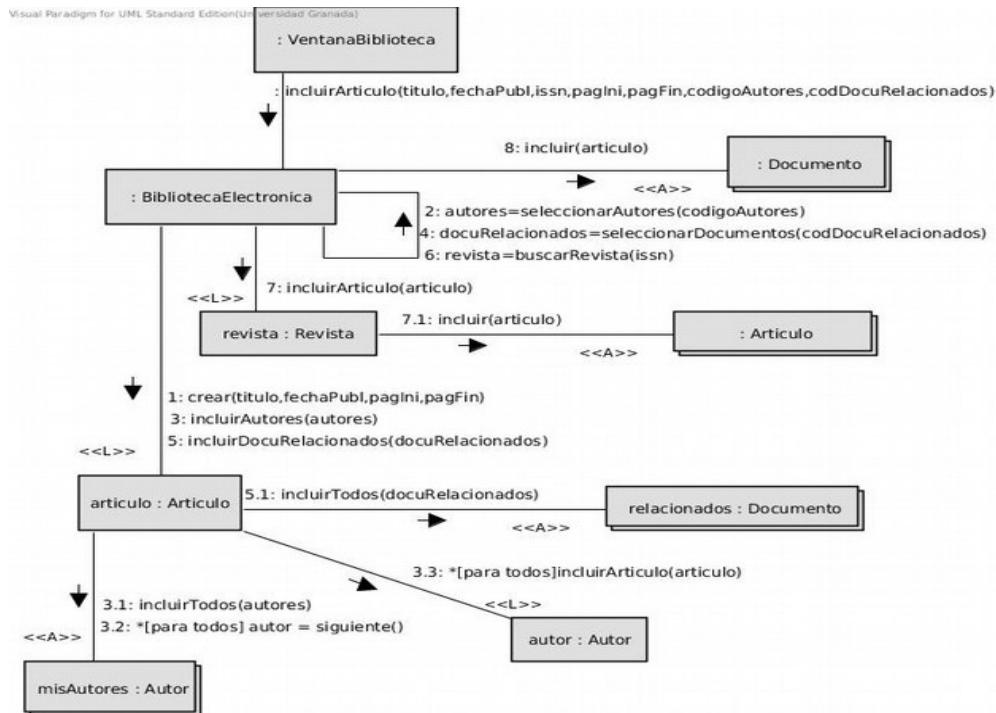 Visual Paradigm for UML Standard Edition(Universidad Granada)
: VentanaBiblioteca
: incluirArticulo(titulo,fechaPubl,issn,pagIni,pagFin,codigoAutores,codDocuRelacionados)
8: incluir(articulo)
: Documento
<<A>>
: BibliotecaElectronica
2: autores=seleccionarAutores(codigoAutores)
4: docuRelacionados=seleccionarDocumentos(codDocuRelacionados)
6: revista=buscarRevista(issn)
7: incluirArticulo(articulo)
<<L>>
revista : Revista
7.1: incluir(articulo)
: Articulo
<<A>>
1: crear(titulo,fechaPubl,pagIni,pagFin)
3: incluirAutores(autores)
5: incluirDocuRelacionados(docuRelacionados)
<<L>>
articulo : Articulo
5.1: incluirTodos(docuRelacionados)
relacionados : Documento
<<A>>
3.3: *[para todos]incluirArticulo(articulo)
<<L>>
3.1: incluirTodos(autores)
3.2: *[para todos] autor = siguiente()
<<A>>
autor : Autor
misAutores : Autor